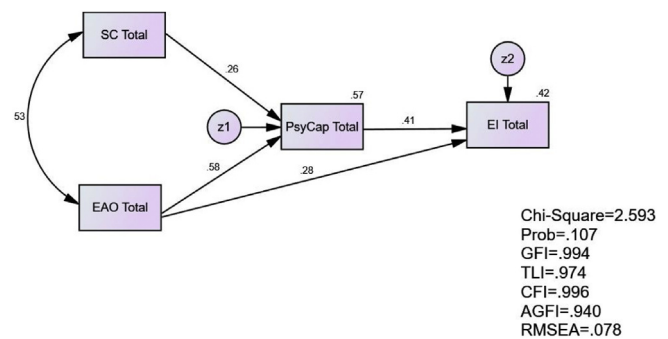 SC Total
z2
.26
.57
.42
53
z1
PsyCap Total
.41
EI Total
.58
.28
EAO Total
Chi-Square=2.593
Prob=.107
GFI=.994
TLI=.974
CFI=.996
AGFI=.940
RMSEA=.078